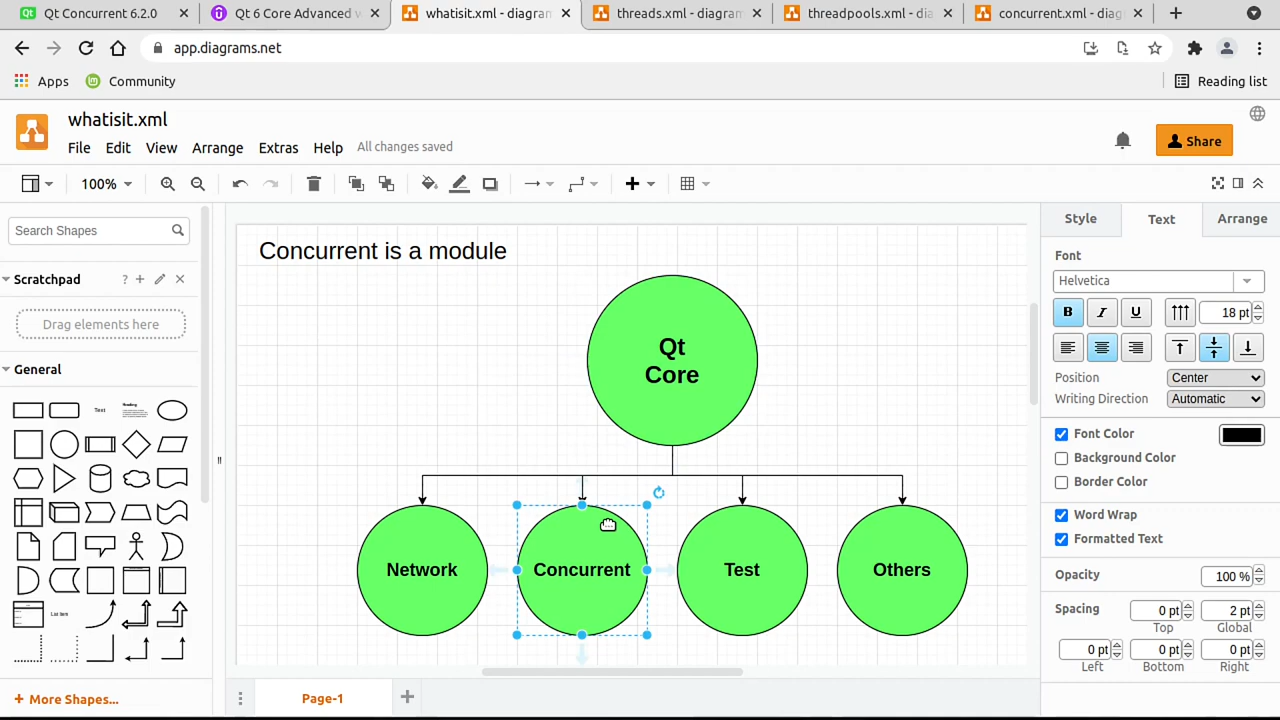 Qt Concurrent 6.2.0
Qt 6 Core Advanced w
whatisit.xml - diagram
threads.xml - diagram
threadpools.xml - dia
concurrent.xml - diag
app.diagrams.net
Apps
Community
Reading list
whatisit.xml
File
Edit
View
Arrange
Extras
Help
All changes saved
Share
100%
Search Shapes
Scratchpad
?
Drag elements here
General
Text
Heading
List Item
+ More Shapes...
Concurrent is a module
Qt
Core
Network
Concurrent
Test
Others
Page-1
Style
Text
Arrange
Font
Helvetica
B
I
U
18 pt
Position
Center
Writing Direction
Automatic
Font Color
Background Color
Border Color
Word Wrap
Formatted Text
Opacity
100 %
Spacing
0 pt
2 pt
Top
Global
0 pt
0 pt
0 pt
Left
Bottom
Right